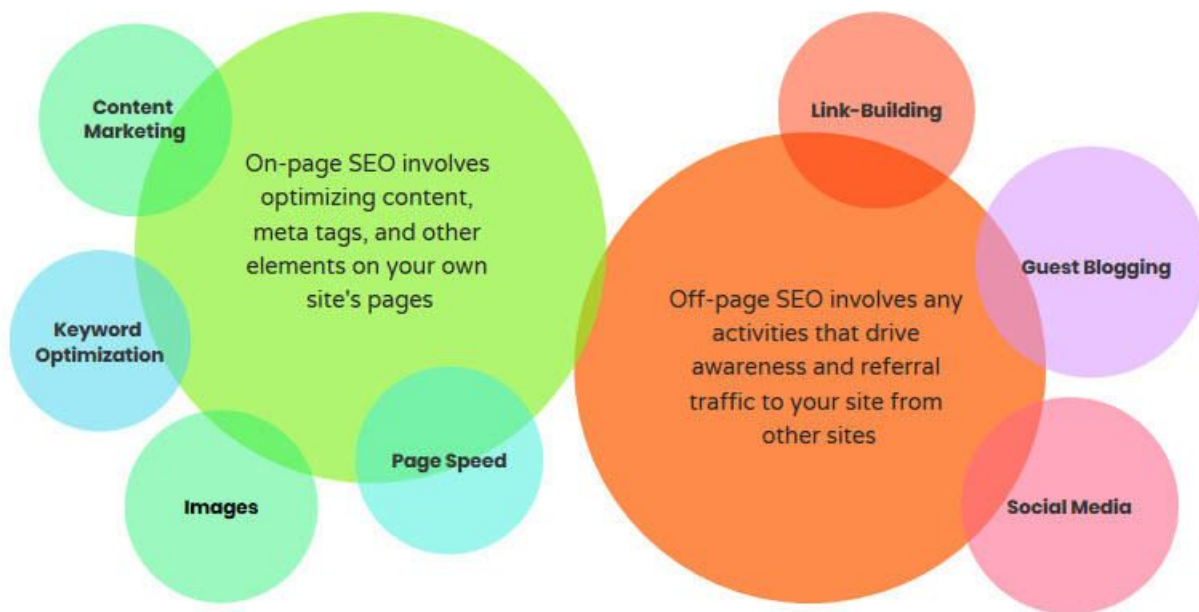 Content
Marketing
On-page SEO involves
optimizing content,
meta tags, and other
elements on your own
site's pages
Keyword
Optimization
Images
Page Speed
Link-Building
Guest Blogging
Off-page SEO involves any
activities that drive
awareness and referral
traffic to your site from
other sites
Social Media